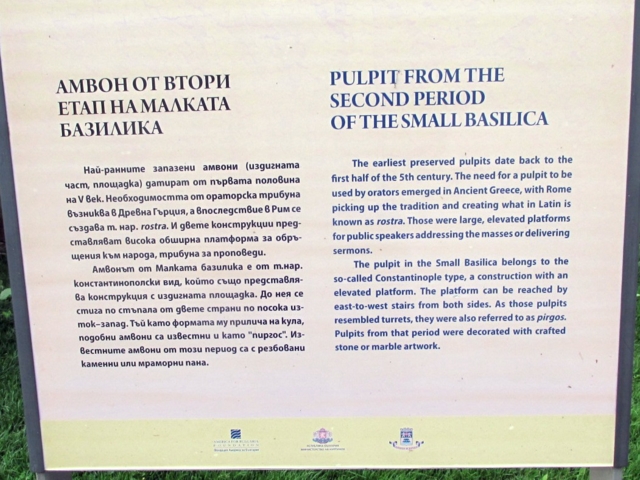 АМВОН ОТ ВТОРИ
ЕТАП НА МАЛКАТА
БАЗИЛИКА
Най-ранните запазени амвони (издигната
част, площадка) датират от първата половина
на V век. Необходимостта от ораторска трибуна
възниква в Древна Гърция, а впоследствие в Рим се
създава т. нар. rostra. И двете конструкции пред-
ставляват висока обширна платформа за обръ-
щения към народа, трибуна за проповеди.
Амвонът от Малката базилика е от т.нар.
константинополски вид, който също представля-
ва конструкция с издигната площадка. До нея се
стига по стъпала от двете страни по посока из-
ток–запад. Тъй като формата му прилича на кула,
подобни амвони са известни и като "пиргос". Из-
вестните амвони от този период са с резбовани
каменни или мраморни пана.
PULPIT FROM THE
SECOND PERIOD
OF THE SMALL BASILICA
The earliest preserved pulpits date back to the
first half of the 5th century. The need for a pulpit to be
used by orators emerged in Ancient Greece, with Rome
picking up the tradition and creating what in Latin is
known as rostra. Those were large, elevated platforms
for public speakers addressing the masses or delivering
sermons.
The pulpit in the Small Basilica belongs to the
so-called Constantinople type, a construction with an
elevated platform. The platform can be reached by
east-to-west stairs from both sides. As those pulpits
resembled turrets, they were also referred to as pirgos.
Pulpits from that period were decorated with crafted
stone or marble artwork.